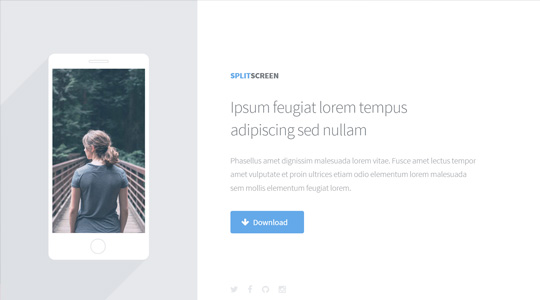 SPLITSCREEN
Ipsum feugiat lorem tempus
adipiscing sed nullam
Phasellus amet dignissim malesuada lorem vitae. Fusce amet lectus tempor
amet vulputate et proin ultrices etiam odio elementum lorem malesuada
sem mollis elementum feugiat lorem.
Download